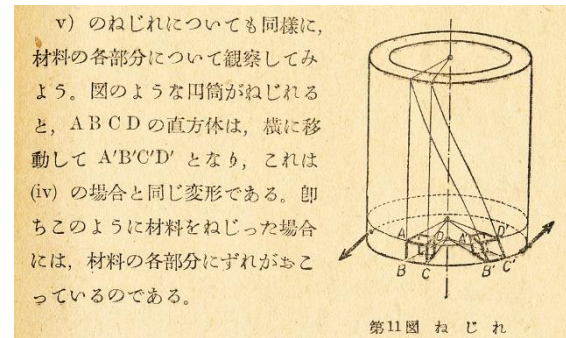 v) のねじれについても同様に,
材料の各部分について観察してみ
よう。図のような円筒がねじれる
と, ABCDの直方体は, 横に移
動して A′B′C′D′ となり, これは
(iv) の場合と同じ変形である。即
ちこのように材料をねじった場合
には, 材料の各部分にずれがおこ
っているのである。
A
D
A′
D′
B
C
B′
C′
第11図 ねじれ